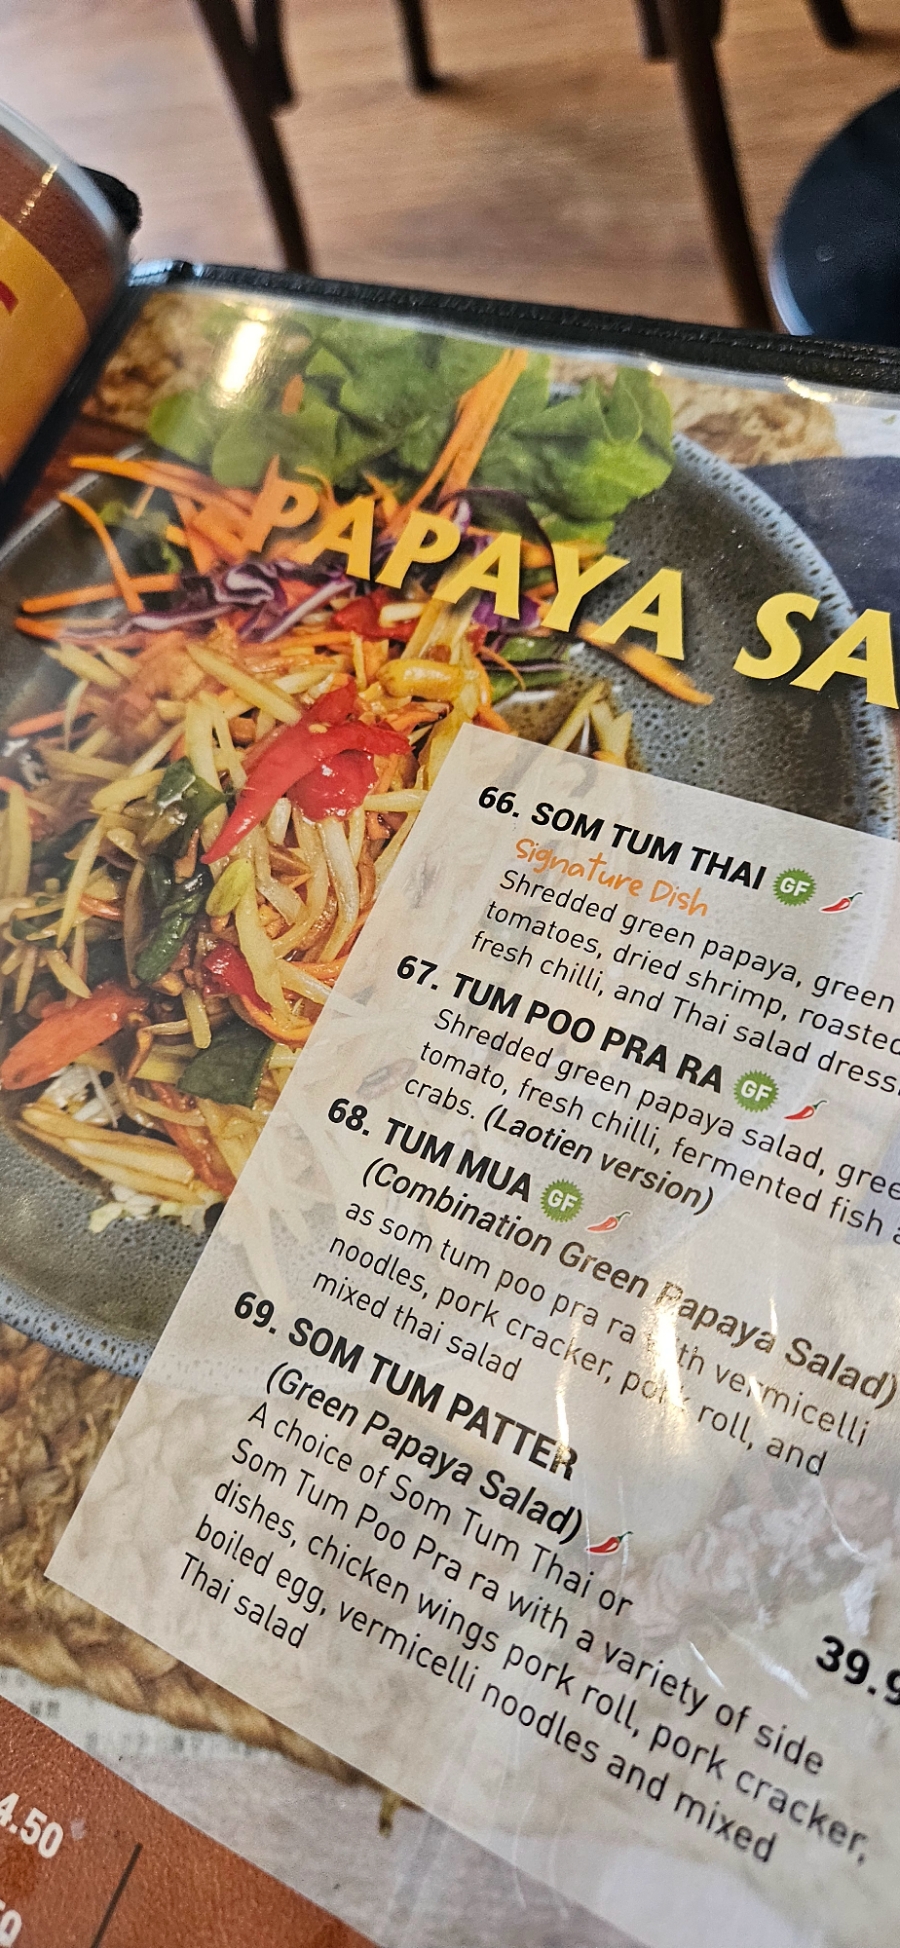 PAPAYA SA
66. SOM TUM THAI GF
Signature Dish
Shredded green papaya, green
tomatoes, dried shrimp, roasted
fresh chilli, and Thai salad dress
67. TUM POO PRA RA GF
Shredded green papaya salad, gree
tomato, fresh chilli, fermented fish a
crabs. (Laotien version)
68. TUM MUA GF
(Combination Green Papaya Salad)
as som tum poo pra ra with vermicelli
noodles, pork cracker, pork roll, and
mixed thai salad
69. SOM TUM PATTER
(Green Papaya Salad)
A choice of Som Tum Thai or
Som Tum Poo Pra ra with a variety of side
dishes, chicken wings pork roll, pork cracker,
boiled egg, vermicelli noodles and mixed
Thai salad
39.9
4.50